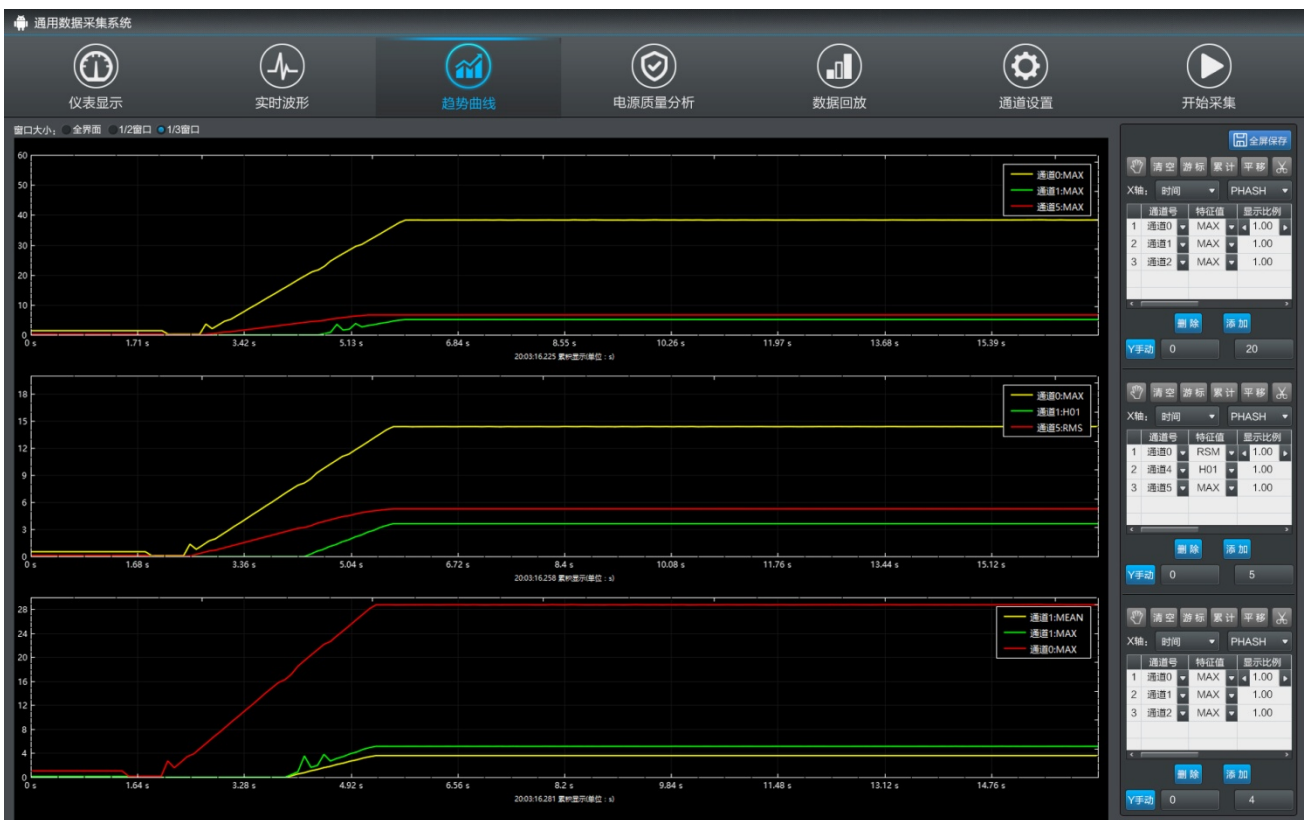 通用数据采集系统
仪表显示 实时波形 趋势曲线 电源质量分析 数据回放 通道设置 开始采集
窗口大小： 全界面 1/2窗口 1/3窗口
60
50
40
30
20
10
0
通道0:MAX
通道1:MAX
通道5:MAX
0 s 1.71 s 3.42 s 5.13 s 6.84 s 8.55 s 10.26 s 11.97 s 13.68 s 15.39 s
20:03:16.225 累积显示(单位：s)
18
15
12
9
6
3
0
通道0:MAX
通道1:H01
通道5:RMS
0 s 1.68 s 3.36 s 5.04 s 6.72 s 8.4 s 10.08 s 11.76 s 13.44 s 15.12 s
20:03:16.258 累积显示(单位：s)
28
24
20
16
12
8
4
0
通道1:MEAN
通道1:MAX
通道0:MAX
0 s 1.64 s 3.28 s 4.92 s 6.56 s 8.2 s 9.84 s 11.48 s 13.12 s 14.76 s
20:03:16.281 累积显示(单位：s)
全屏保存
清空 游标 累计 平移
X轴： 时间 PHASH
通道号 特征值 显示比例
1 通道0 MAX 1.00
2 通道1 MAX 1.00
3 通道2 MAX 1.00
删除 添加
Y手动 0 20
清空 游标 累计 平移
X轴： 时间 PHASH
通道号 特征值 显示比例
1 通道0 RSM 1.00
2 通道4 H01 1.00
3 通道5 MAX 1.00
删除 添加
Y手动 0 5
清空 游标 累计 平移
X轴： 时间 PHASH
通道号 特征值 显示比例
1 通道0 MAX 1.00
2 通道1 MAX 1.00
3 通道2 MAX 1.00
删除 添加
Y手动 0 4